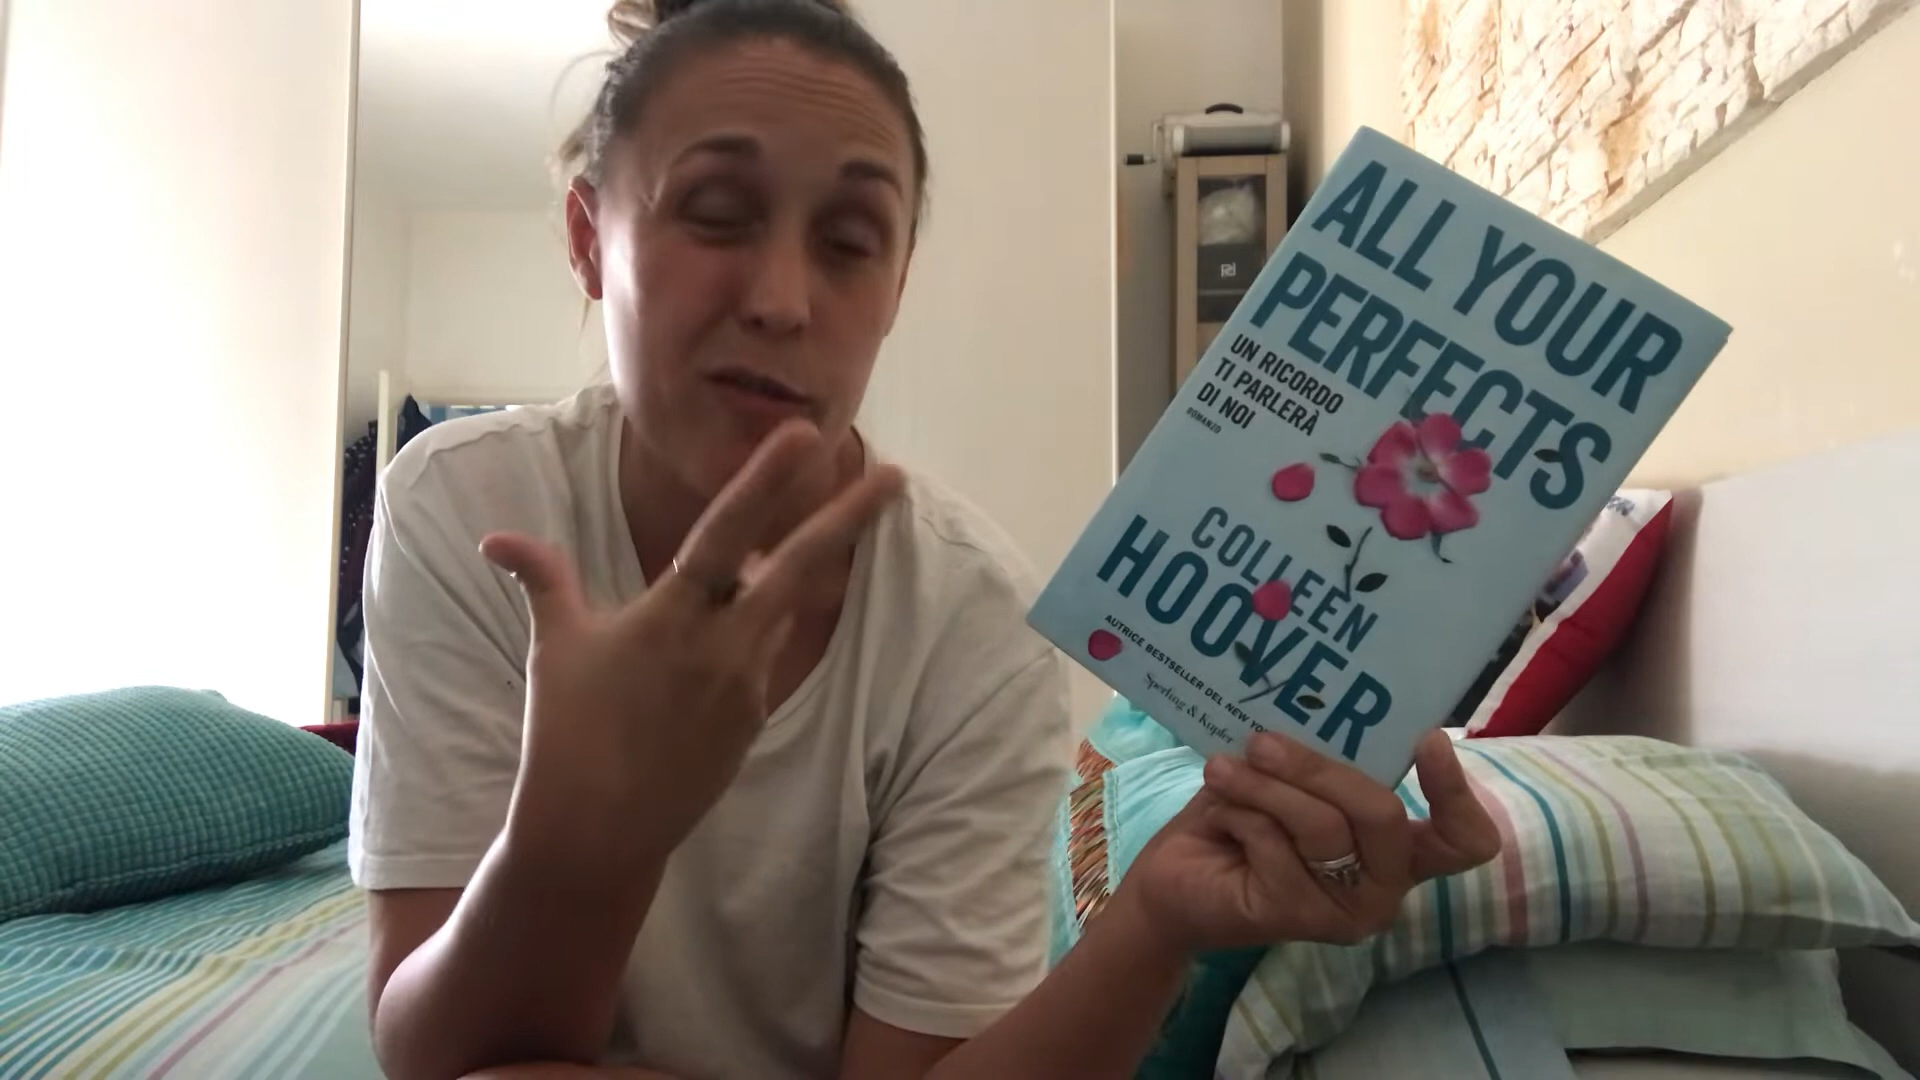 ALL YOUR
PERFECTS
UN RICORDO
TI PARLERÀ
DI NOI
ROMANZO
COLLEEN
HOOVER
AUTRICE BESTSELLER DEL NEW YO
Sperling & Kupfer